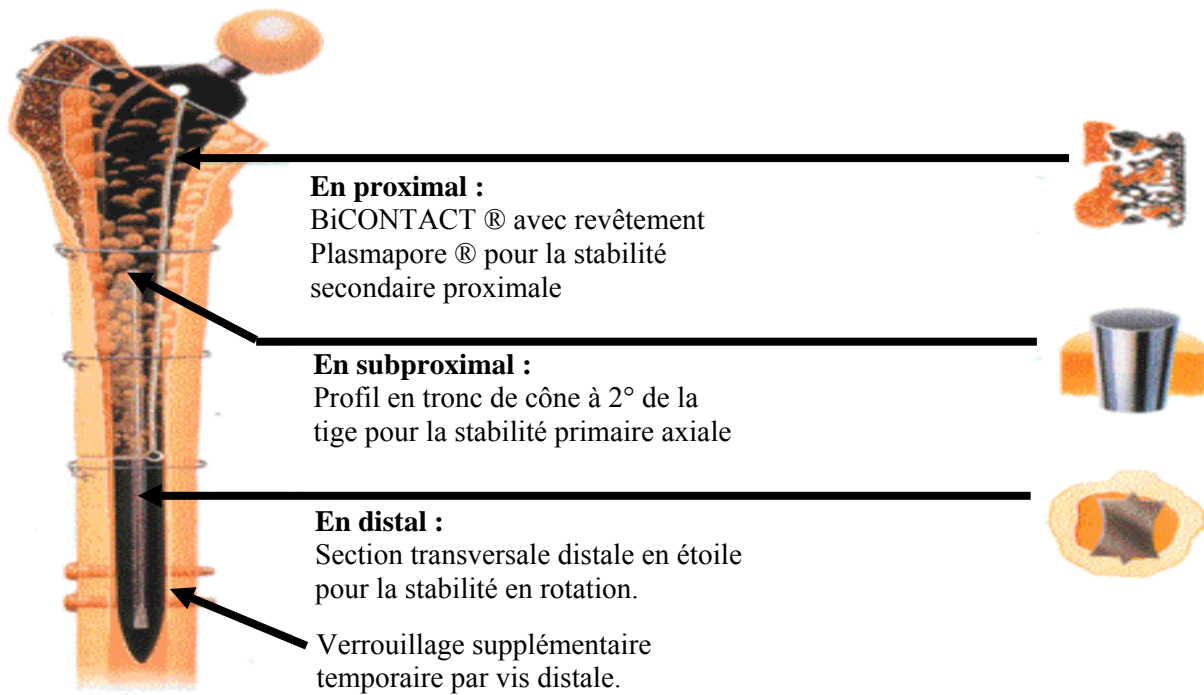 En proximal :
BiCONTACT ® avec revêtement
Plasmapore ® pour la stabilité
secondaire proximale
En subproximal :
Profil en tronc de cône à 2° de la
tige pour la stabilité primaire axiale
En distal :
Section transversale distale en étoile
pour la stabilité en rotation.
Verrouillage supplémentaire
temporaire par vis distale.